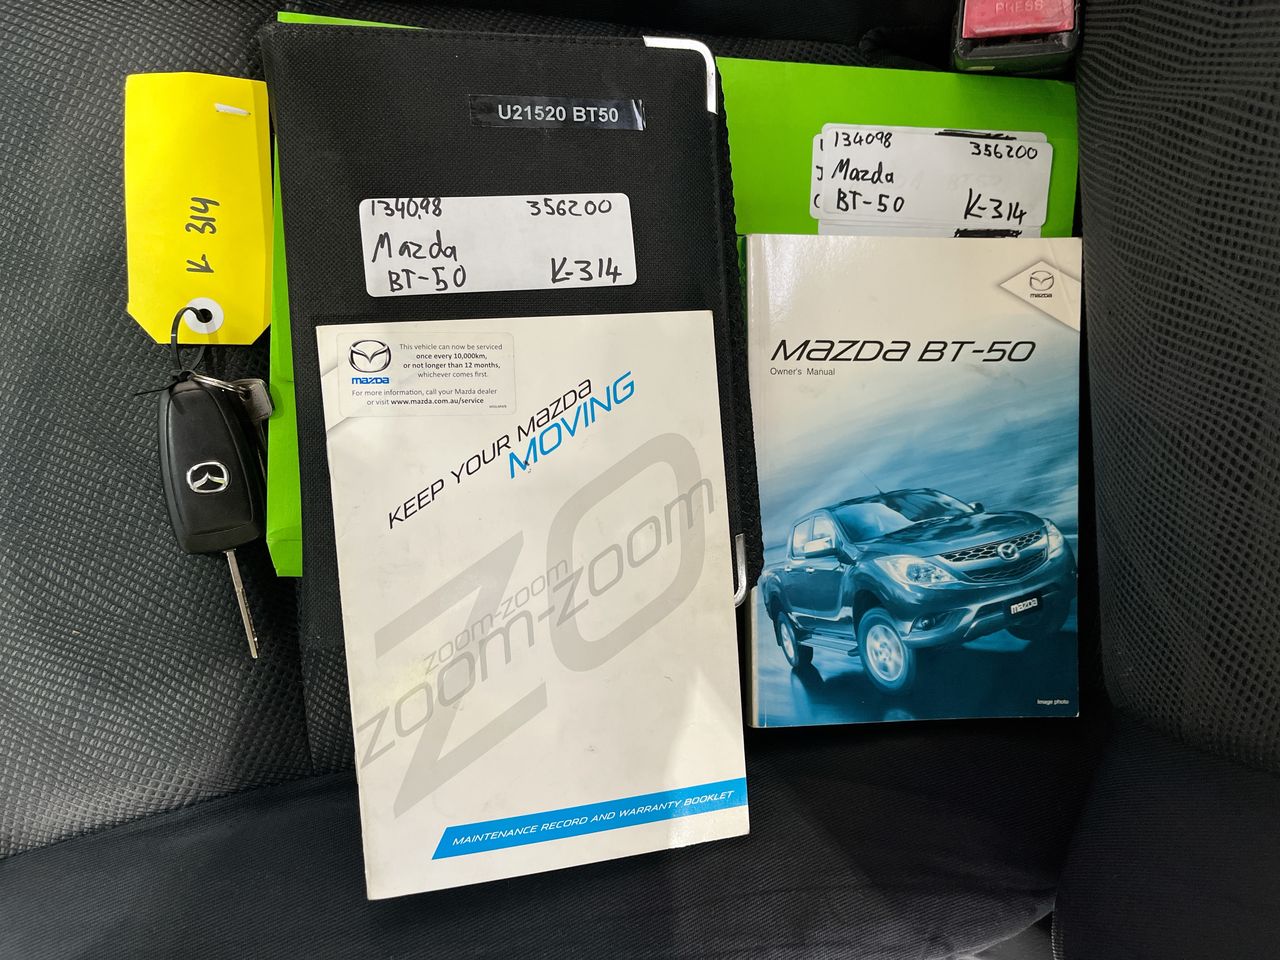 PRESS
K-314
U21520 BT50
134098 356200
Mazda
BT-50 K-314
134098 356200
Mazda
BT-50 K-314
mazda
This vehicle can now be serviced
once every 10,000km,
or not longer than 12 months,
whichever comes first.
For more information, call your Mazda dealer
or visit www.mazda.com.au/service
KEEP YOUR MAZDA
MOVING
ZO
zoom-zoom
zoom-zoom
MAINTENANCE RECORD AND WARRANTY BOOKLET
mazda
MAZDA BT-50
Owner's Manual
mazda
Image photo